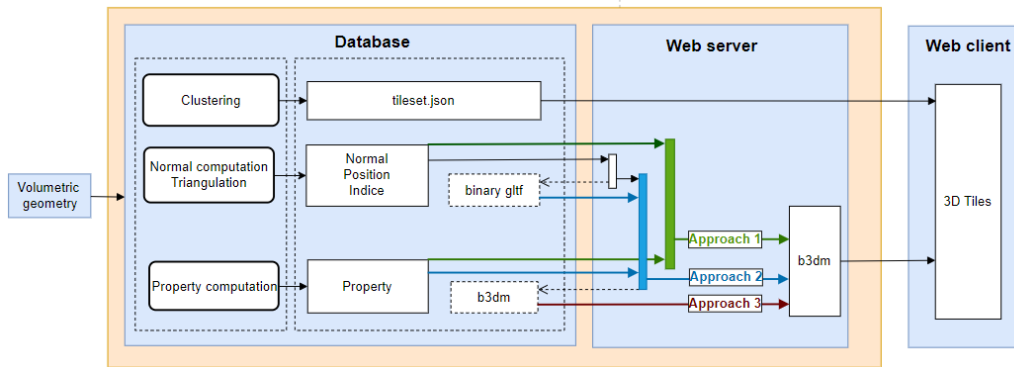 Database
Web server
Web client
Clustering
tileset.json
Normal computation
Triangulation
Normal
Position
Indice
binary gltf
Volumetric
geometry
3D Tiles
Approach 1
b3dm
Approach 2
Property computation
Property
b3dm
Approach 3